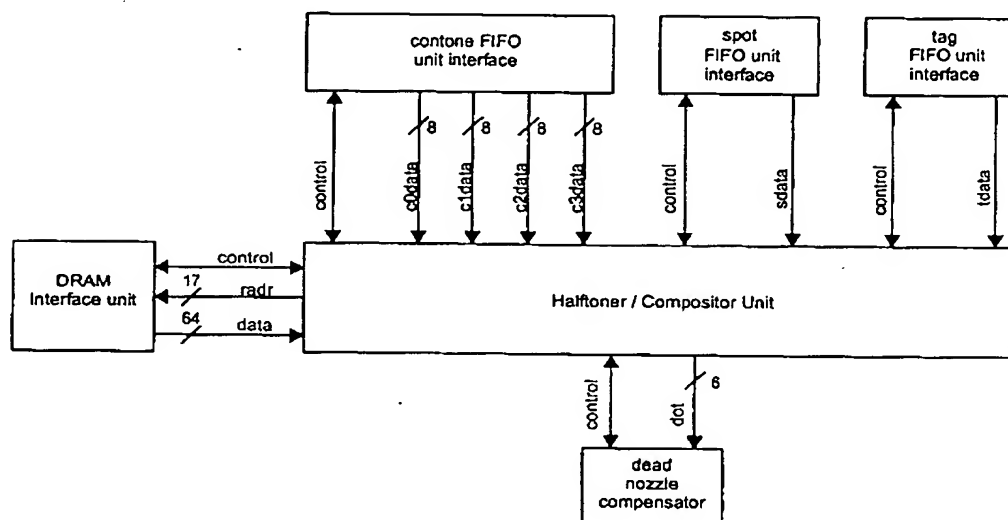 contone FIFO
unit interface
spot
FIFO unit
interface
tag
FIFO unit
interface
control
8
c0data
8
c1data
8
c2data
8
c3data
control
sdata
control
tdata
DRAM
Interface unit
control
17
radr
64
data
Halftoner / Compositor Unit
control
dot
6
dead
nozzle
compensator